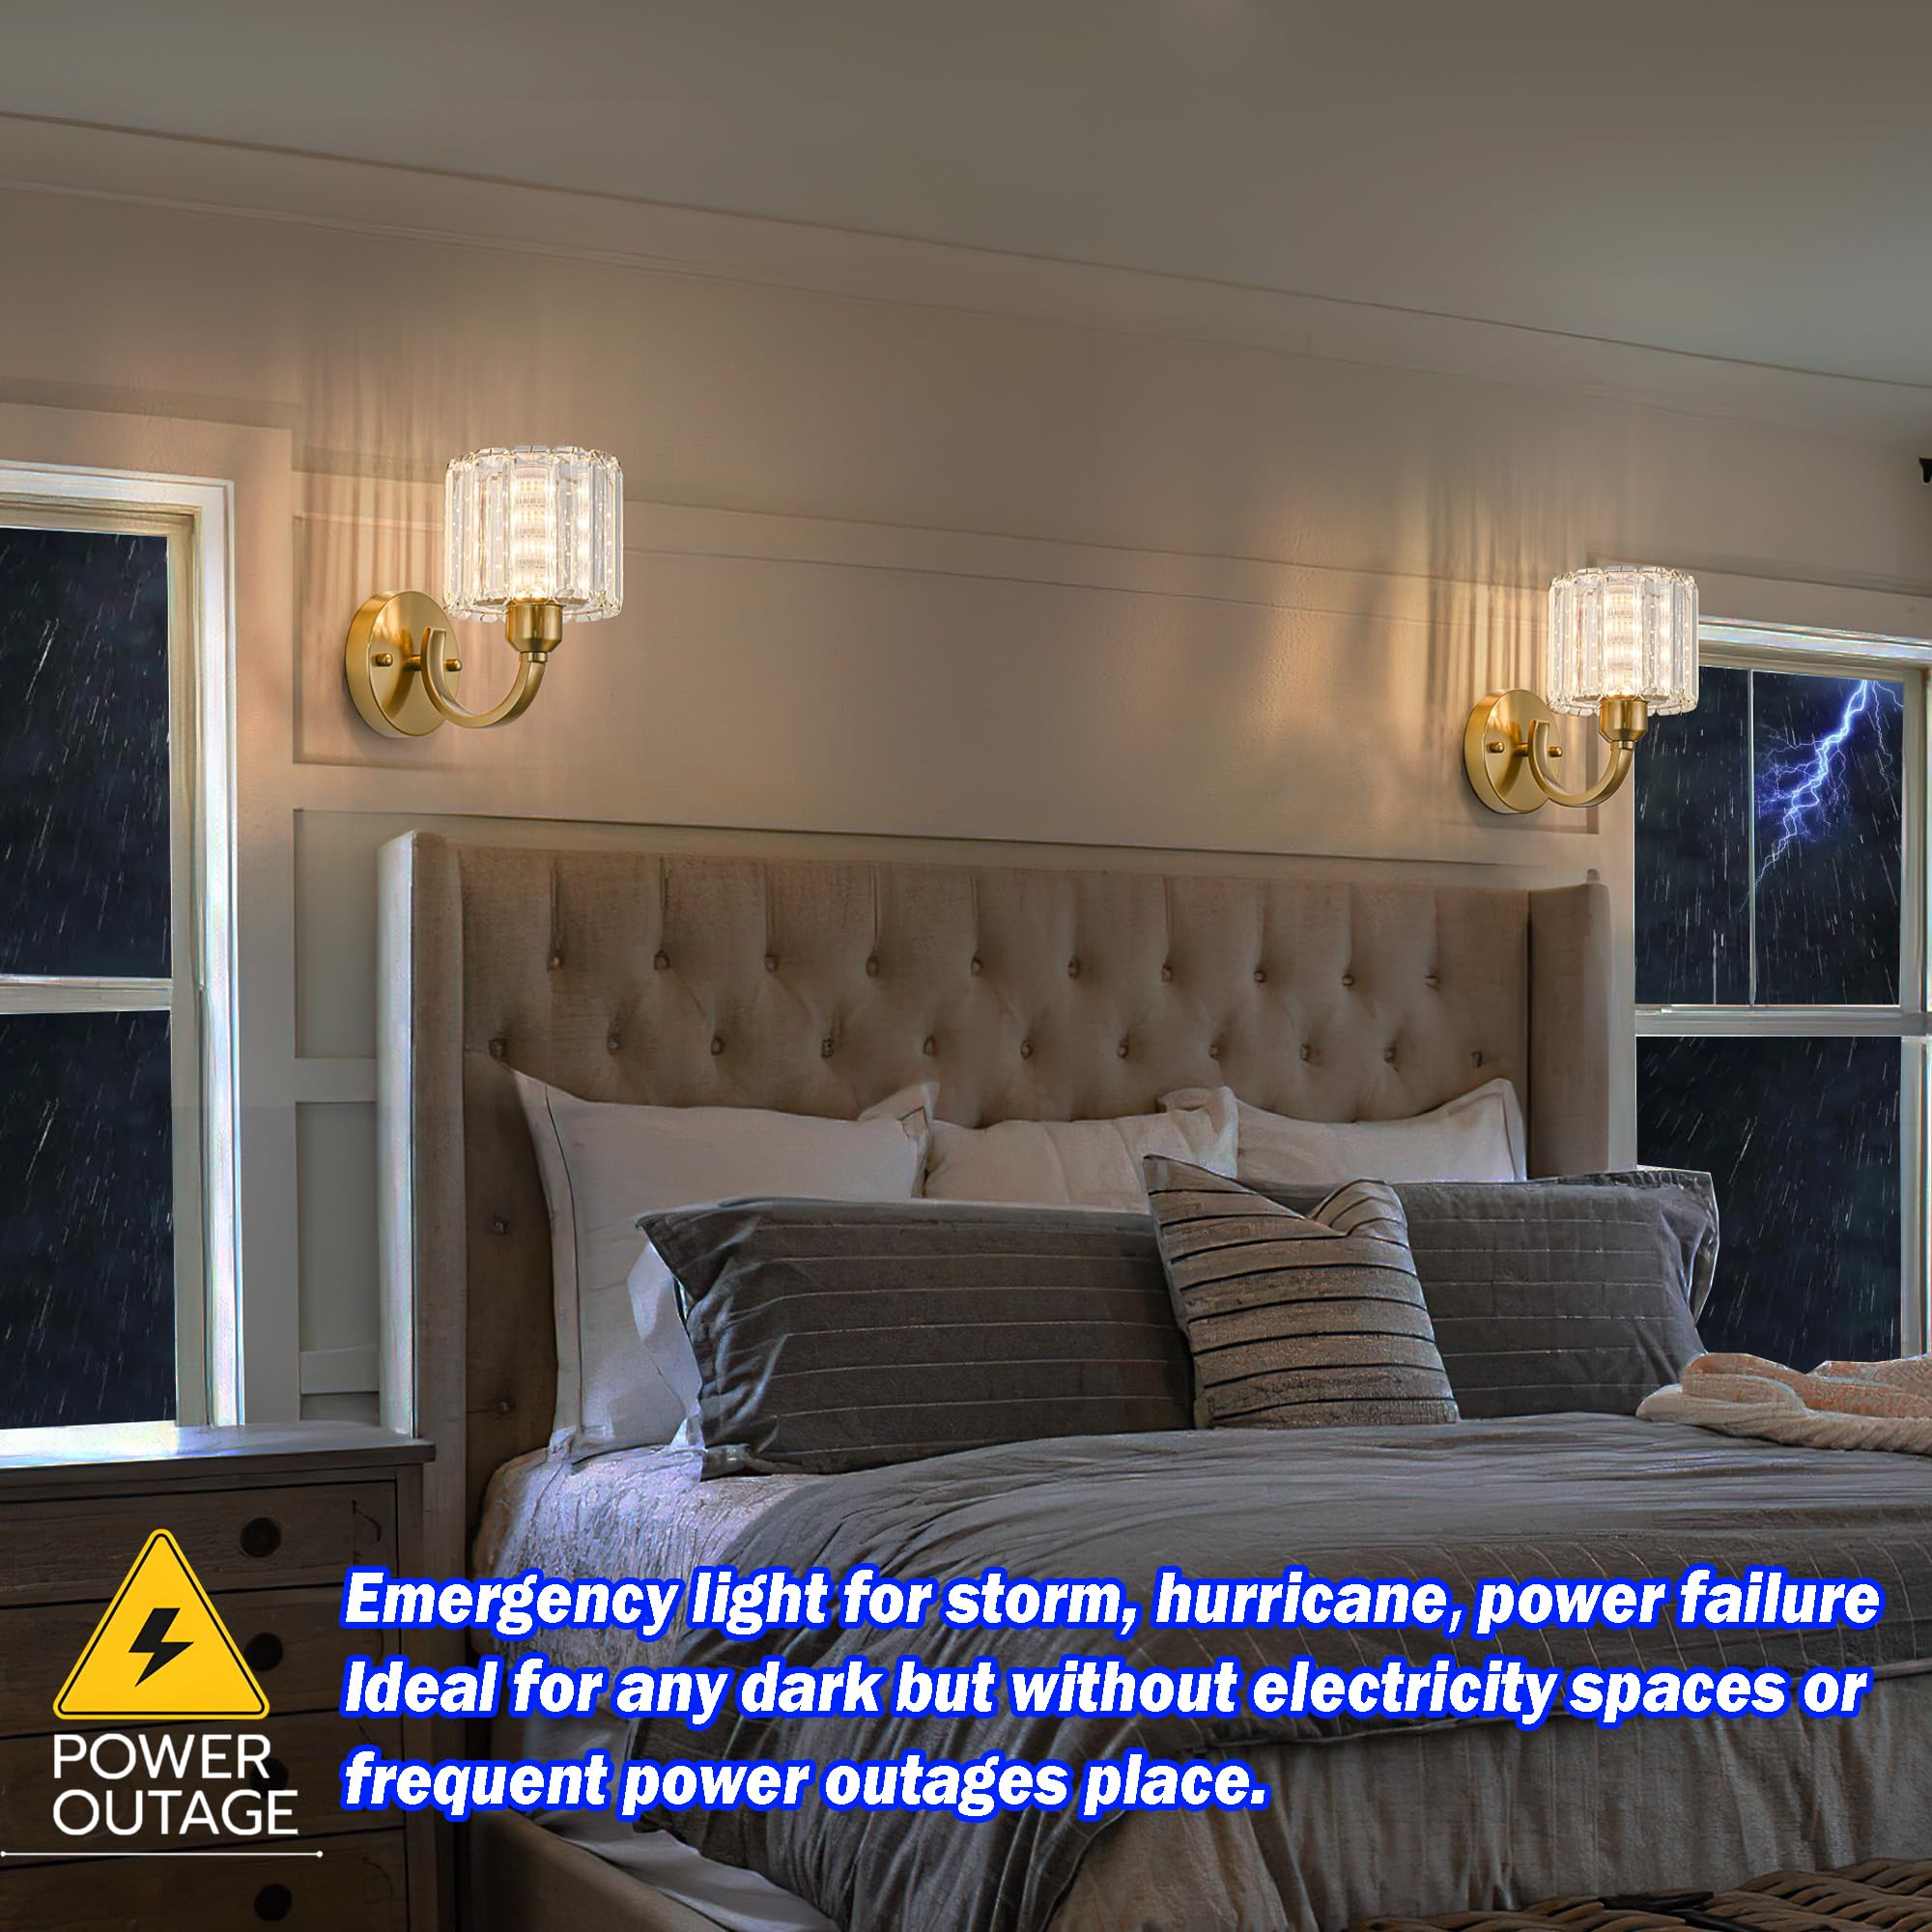 Emergency light for storm, hurricane, power failure
Ideal for any dark but without electricity spaces or
frequent power outages place.
POWER
OUTAGE